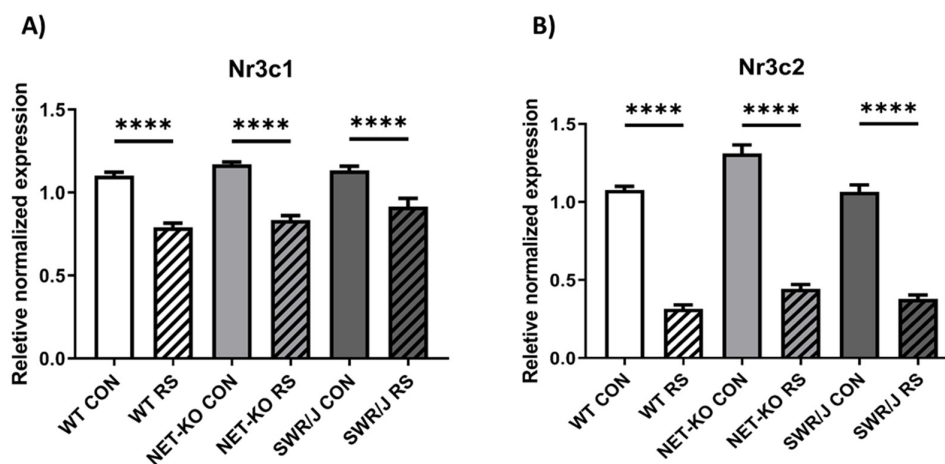 A)
Nr3c1
Reletive normalized expression
1.5
1.0
0.5
0.0
**** **** ****
WT CON
WT RS
NET-KO CON
NET-KO RS
SWR/J CON
SWR/J RS
B)
Nr3c2
Reletive normalized expression
1.5
1.0
0.5
0.0
**** **** ****
WT CON
WT RS
NET-KO CON
NET-KO RS
SWR/J CON
SWR/J RS